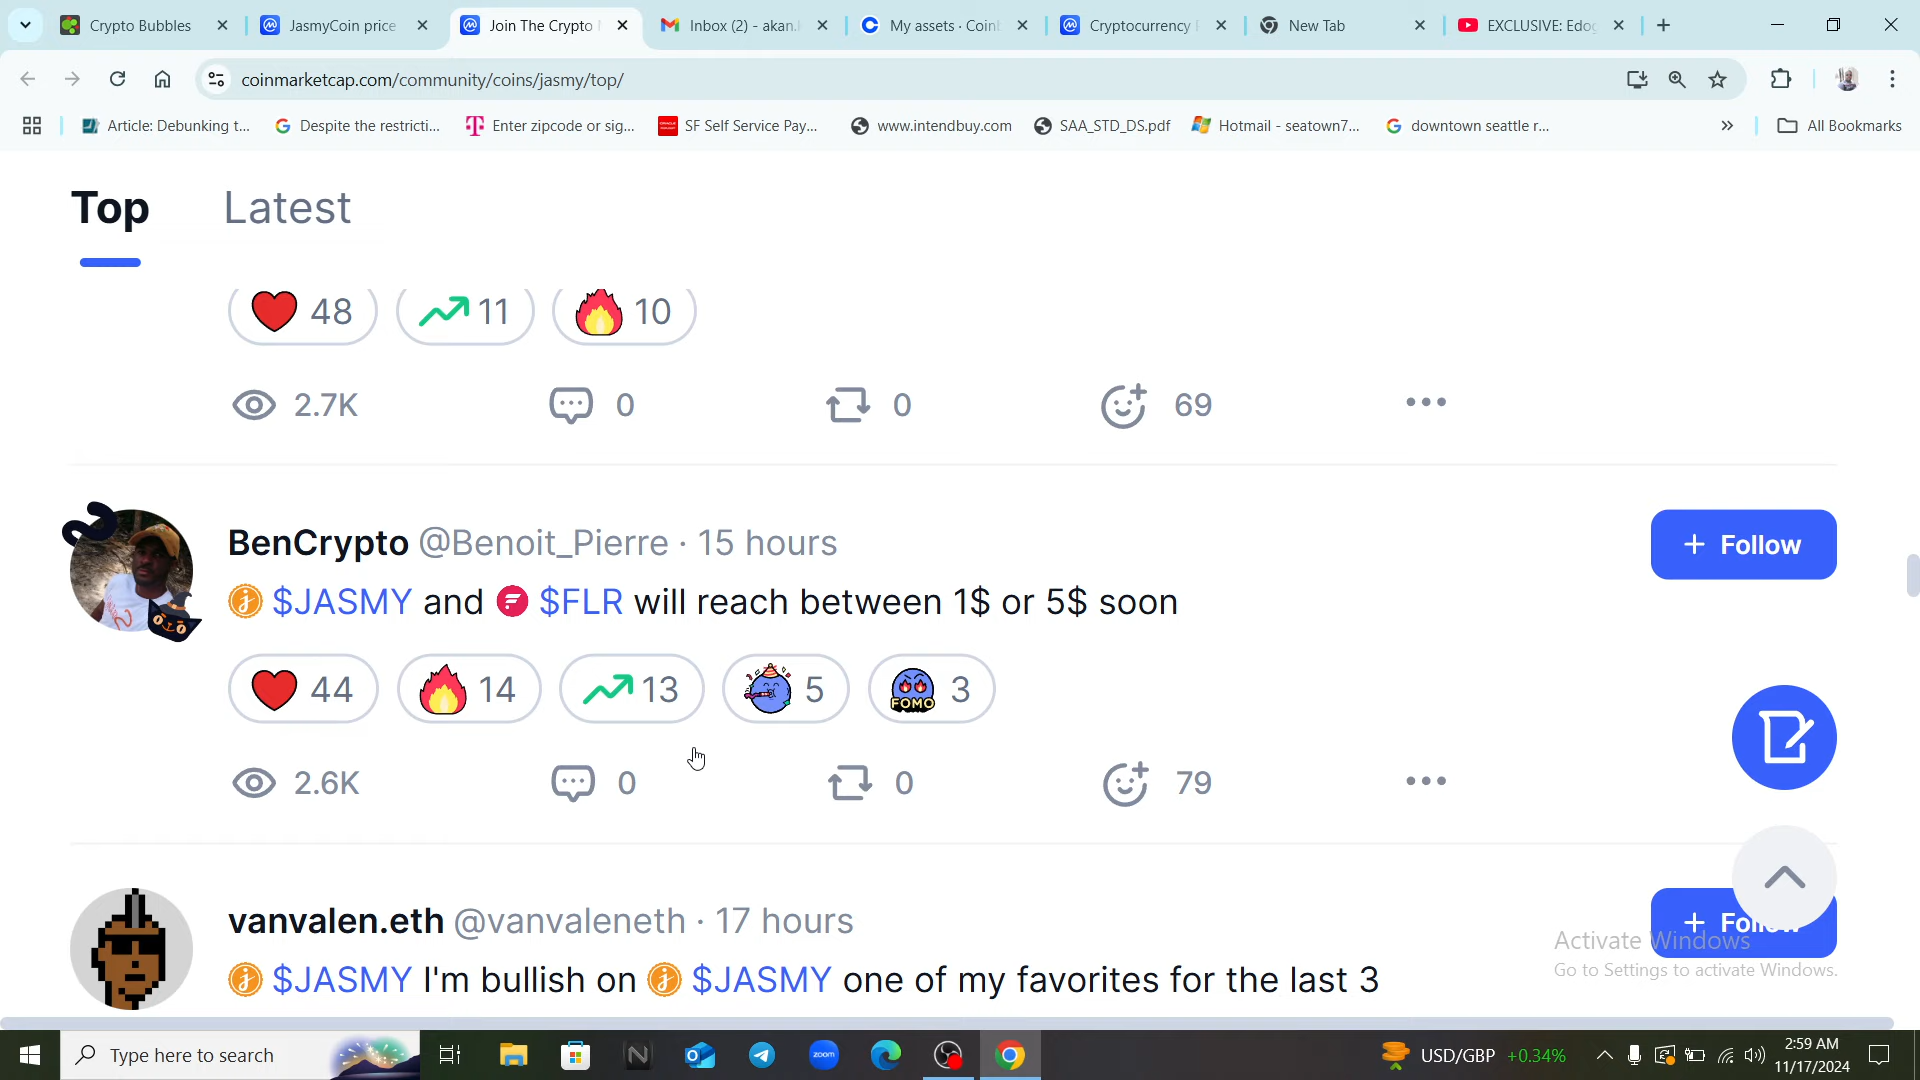 Crypto Bubbles
JasmyCoin price
Join The Crypto
Inbox (2) - akan.
My assets · Coin
Cryptocurrency
New Tab
EXCLUSIVE: Edog
coinmarketcap.com/community/coins/jasmy/top/
Article: Debunking t...
Despite the restricti...
Enter zipcode or sig...
SF Self Service Pay...
www.intendbuy.com
SAA_STD_DS.pdf
Hotmail - seatown7...
downtown seattle r...
All Bookmarks
Top
Latest
48
11
10
2.7K
0
0
69
BenCrypto @Benoit_Pierre · 15 hours
+ Follow
$JASMY and $FLR will reach between 1$ or 5$ soon
44
14
13
5
FOMO 3
2.6K
0
0
79
vanvalen.eth @vanvaleneth · 17 hours
$JASMY I'm bullish on $JASMY one of my favorites for the last 3
Activate Windows
Go to Settings to activate Windows.
Type here to search
zoom
USD/GBP +0.34%
2:59 AM
11/17/2024